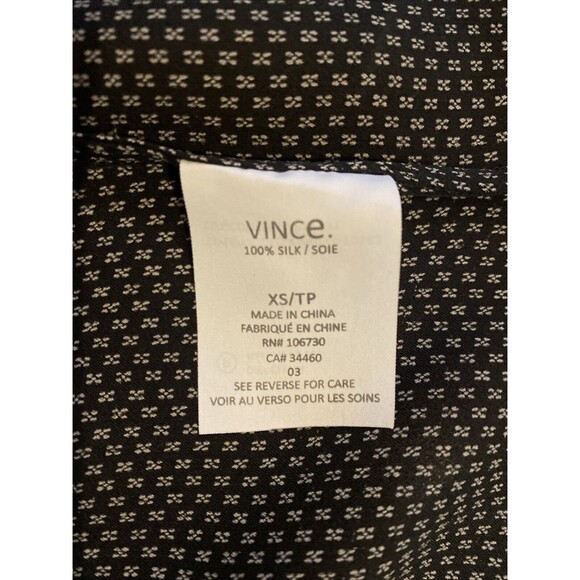 VINCe.
100% SILK / SOIE
XS/TP
MADE IN CHINA
FABRIQUÉ EN CHINE
RN# 106730
CA# 34460
03
SEE REVERSE FOR CARE
VOIR AU VERSO POUR LES SOINS